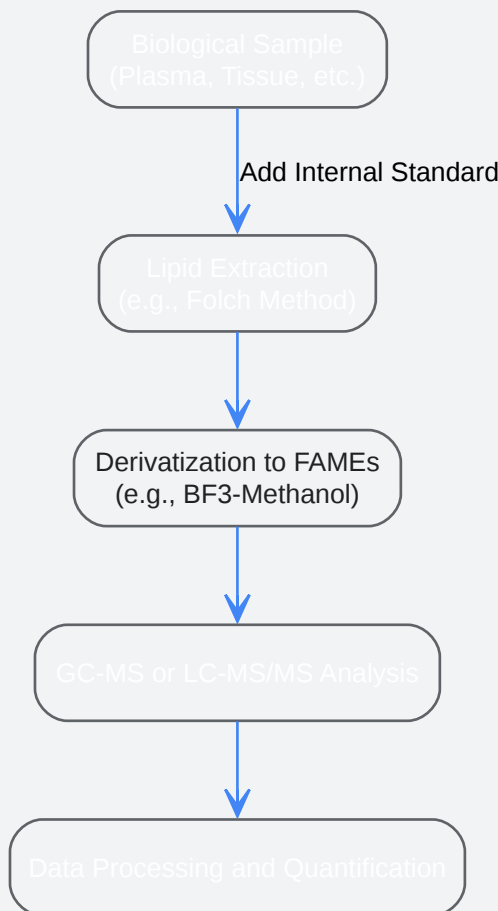 Biological Sample
(Plasma, Tissue, etc.)
Add Internal Standard
Lipid Extraction
(e.g., Folch Method)
Derivatization to FAMEs
(e.g., BF3-Methanol)
GC-MS or LC-MS/MS Analysis
Data Processing and Quantification